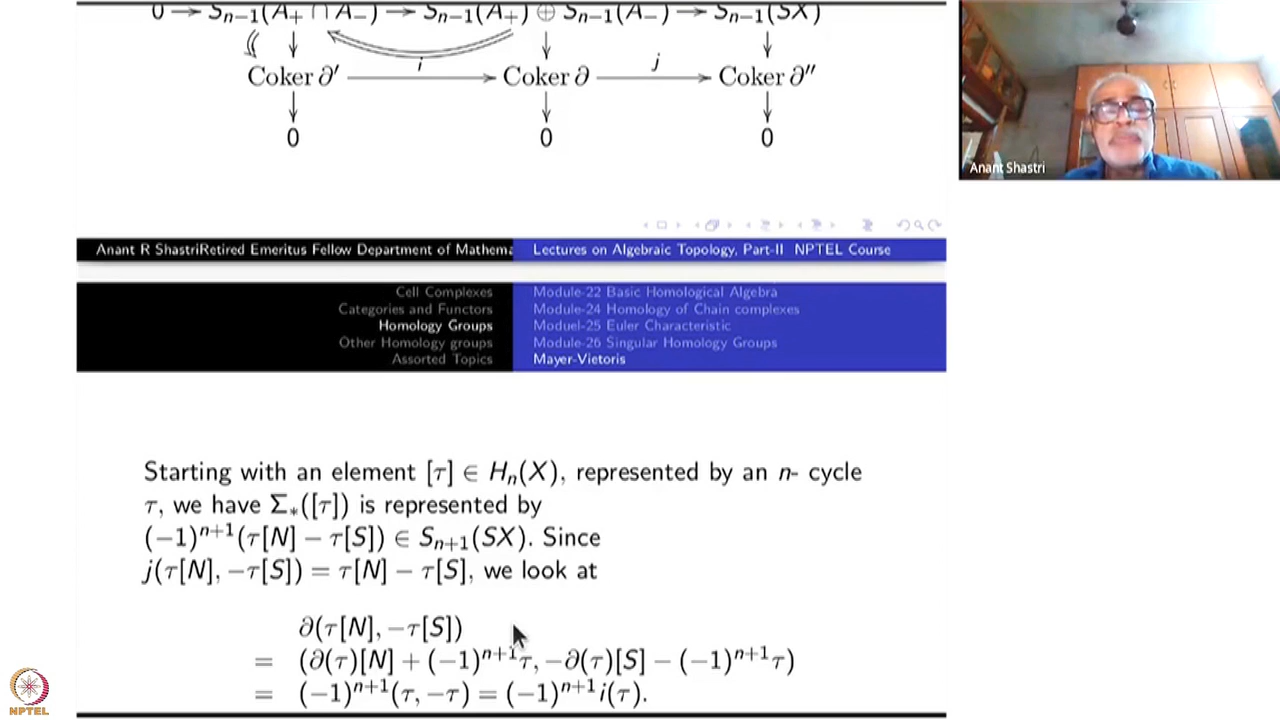 0 → S_{n−1}(A_+ ∩ A_−) → S_{n−1}(A_+) ⊕ S_{n−1}(A_−) → S_{n−1}(SX)
Coker ∂′ i Coker ∂ j Coker ∂″
0 0 0
Anant Shastri
Anant R ShastriRetired Emeritus Fellow Department of Mathema Lectures on Algebraic Topology, Part-II NPTEL Course
Cell Complexes
Categories and Functors
Homology Groups
Other Homology groups
Assorted Topics
Module-22 Basic Homological Algebra
Module-24 Homology of Chain complexes
Moduel-25 Euler Characteristic
Module-26 Singular Homology Groups
Mayer-Vietoris
Starting with an element [τ] ∈ H_n(X), represented by an n- cycle
τ, we have Σ_*([τ]) is represented by
(−1)^{n+1}(τ[N] − τ[S]) ∈ S_{n+1}(SX). Since
j(τ[N], −τ[S]) = τ[N] − τ[S], we look at
∂(τ[N], −τ[S])
= (∂(τ)[N] + (−1)^{n+1}τ, −∂(τ)[S] − (−1)^{n+1}τ)
= (−1)^{n+1}(τ, −τ) = (−1)^{n+1}i(τ).
NPTEL